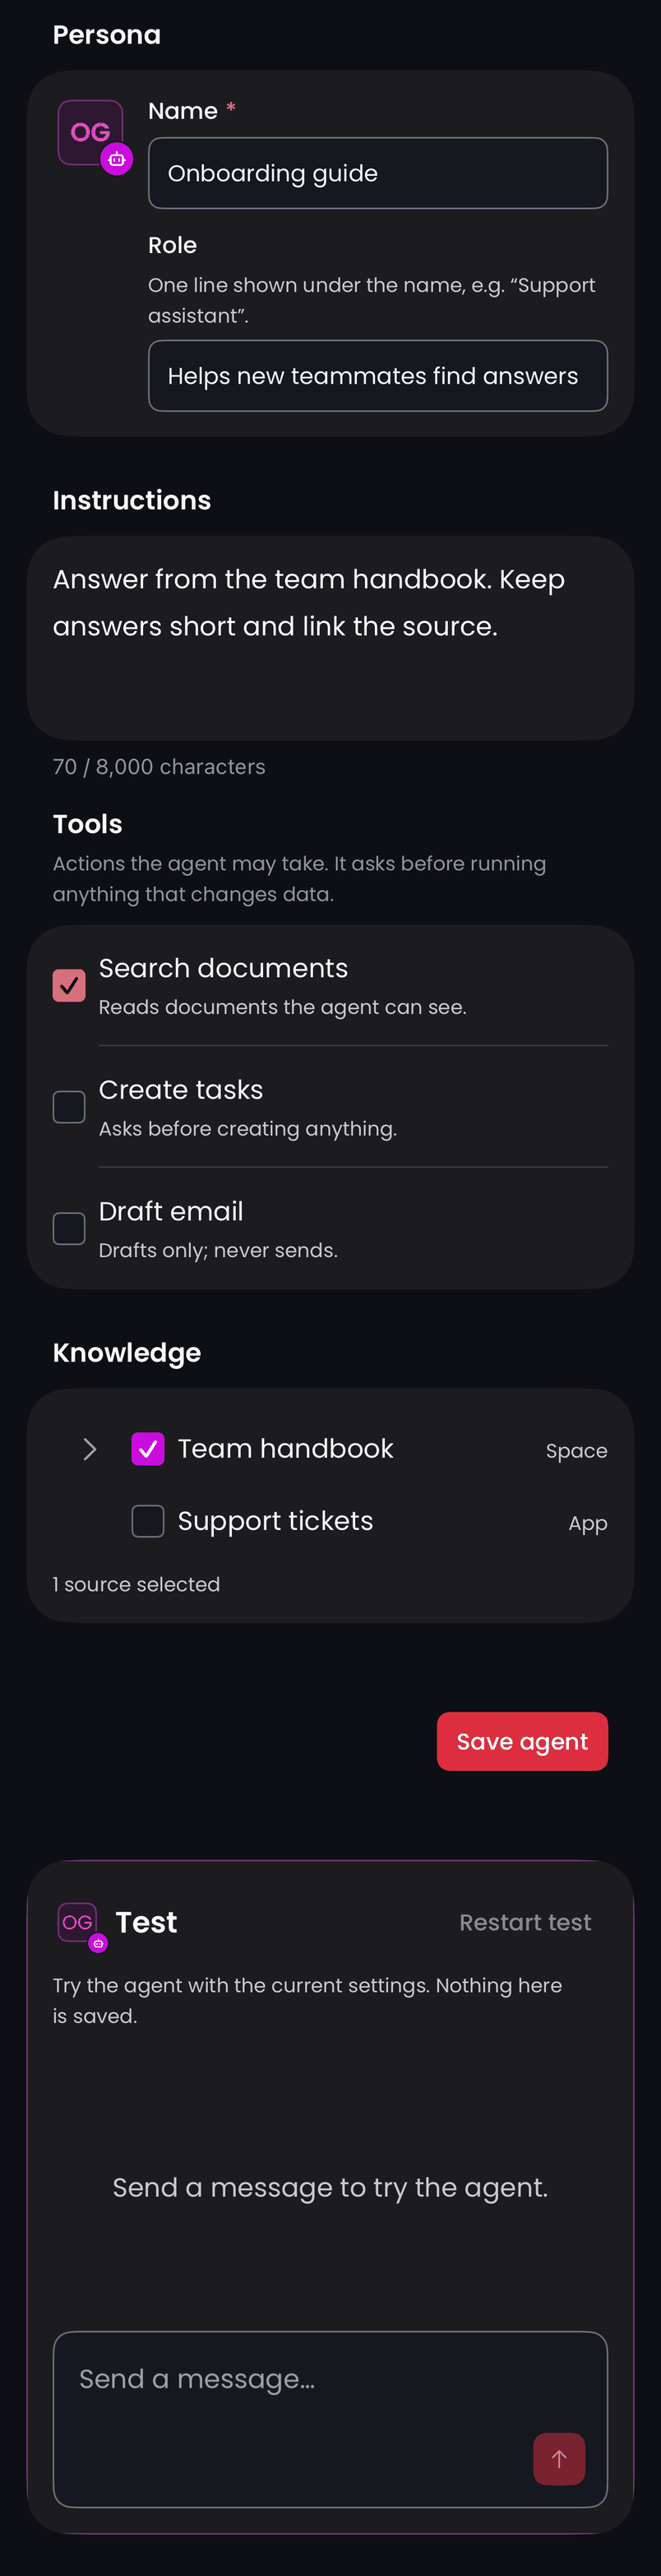 Persona
OG
Name *
Onboarding guide
Role
One line shown under the name, e.g. “Support
assistant”.
Helps new teammates find answers
Instructions
Answer from the team handbook. Keep
answers short and link the source.
70 / 8,000 characters
Tools
Actions the agent may take. It asks before running
anything that changes data.
Search documents
Reads documents the agent can see.
Create tasks
Asks before creating anything.
Draft email
Drafts only; never sends.
Knowledge
Team handbook Space
Support tickets App
1 source selected
Save agent
OG Test Restart test
Try the agent with the current settings. Nothing here
is saved.
Send a message to try the agent.
Send a message...